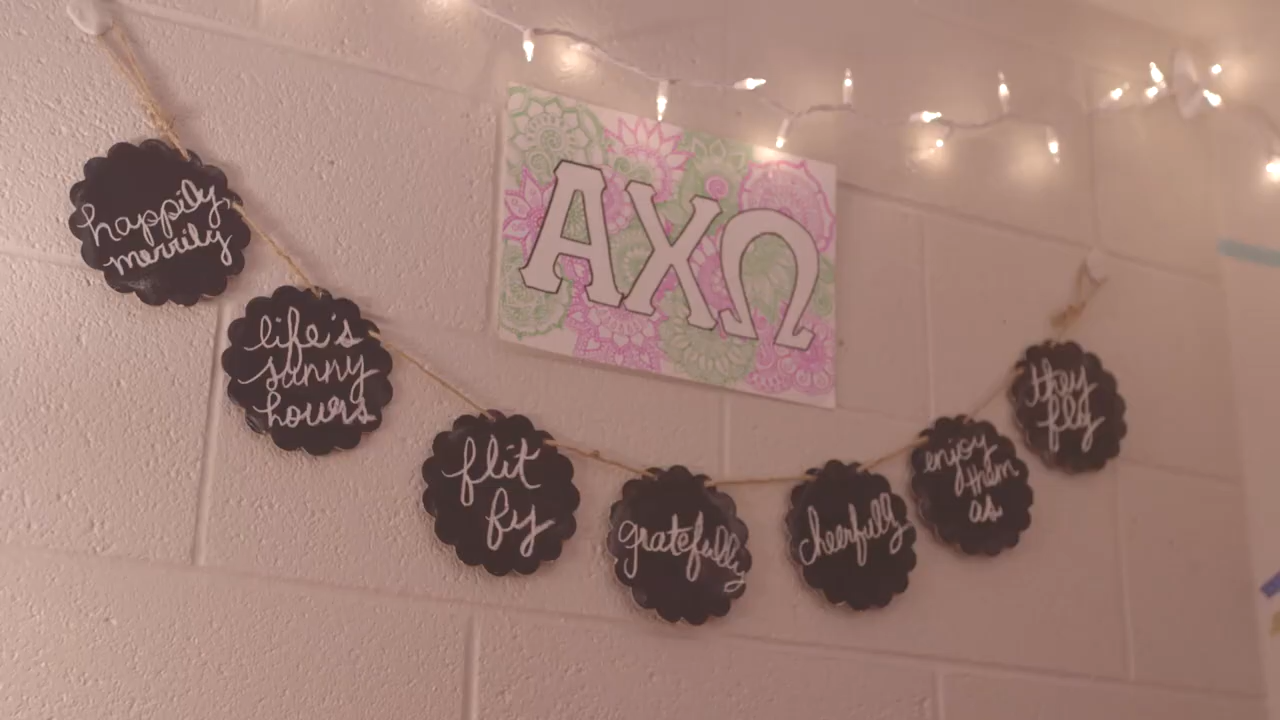 ΑΧΩ
happily
merrily
life's
sunny
hours
flit
by
gratefully
cheerfully
enjoy
them
as
they
fly